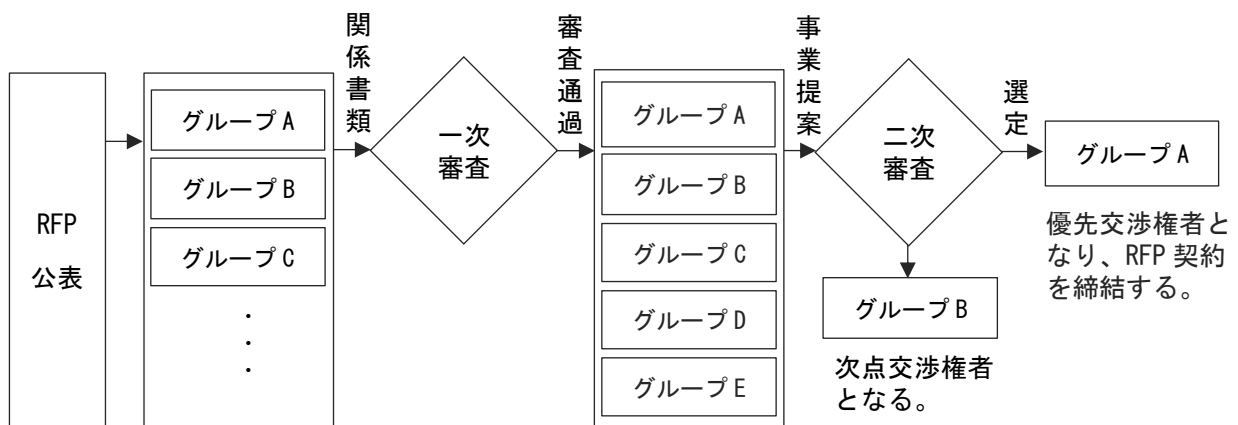 RFP
公表
グループA
グループB
グループC
・
・
・
関係書類
一次
審査
審査通過
グループA
グループB
グループC
グループD
グループE
事業提案
二次
審査
選定
グループA
優先交渉権者と
なり、RFP 契約
を締結する。
グループB
次点交渉権者
となる。